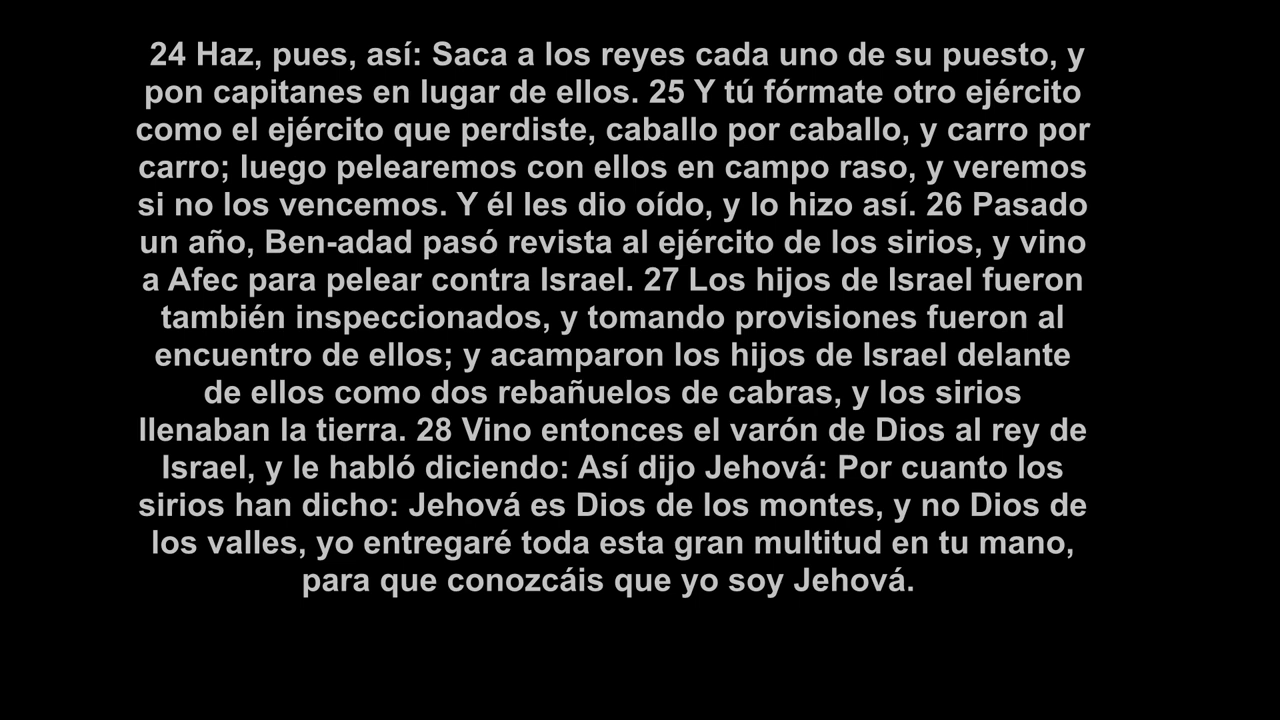 24 Haz, pues, así: Saca a los reyes cada uno de su puesto, y
pon capitanes en lugar de ellos. 25 Y tú fórmate otro ejército
como el ejército que perdiste, caballo por caballo, y carro por
carro; luego pelearemos con ellos en campo raso, y veremos
si no los vencemos. Y él les dio oído, y lo hizo así. 26 Pasado
un año, Ben-adad pasó revista al ejército de los sirios, y vino
a Afec para pelear contra Israel. 27 Los hijos de Israel fueron
también inspeccionados, y tomando provisiones fueron al
encuentro de ellos; y acamparon los hijos de Israel delante
de ellos como dos rebañuelos de cabras, y los sirios
llenaban la tierra. 28 Vino entonces el varón de Dios al rey de
Israel, y le habló diciendo: Así dijo Jehová: Por cuanto los
sirios han dicho: Jehová es Dios de los montes, y no Dios de
los valles, yo entregaré toda esta gran multitud en tu mano,
para que conozcáis que yo soy Jehová.